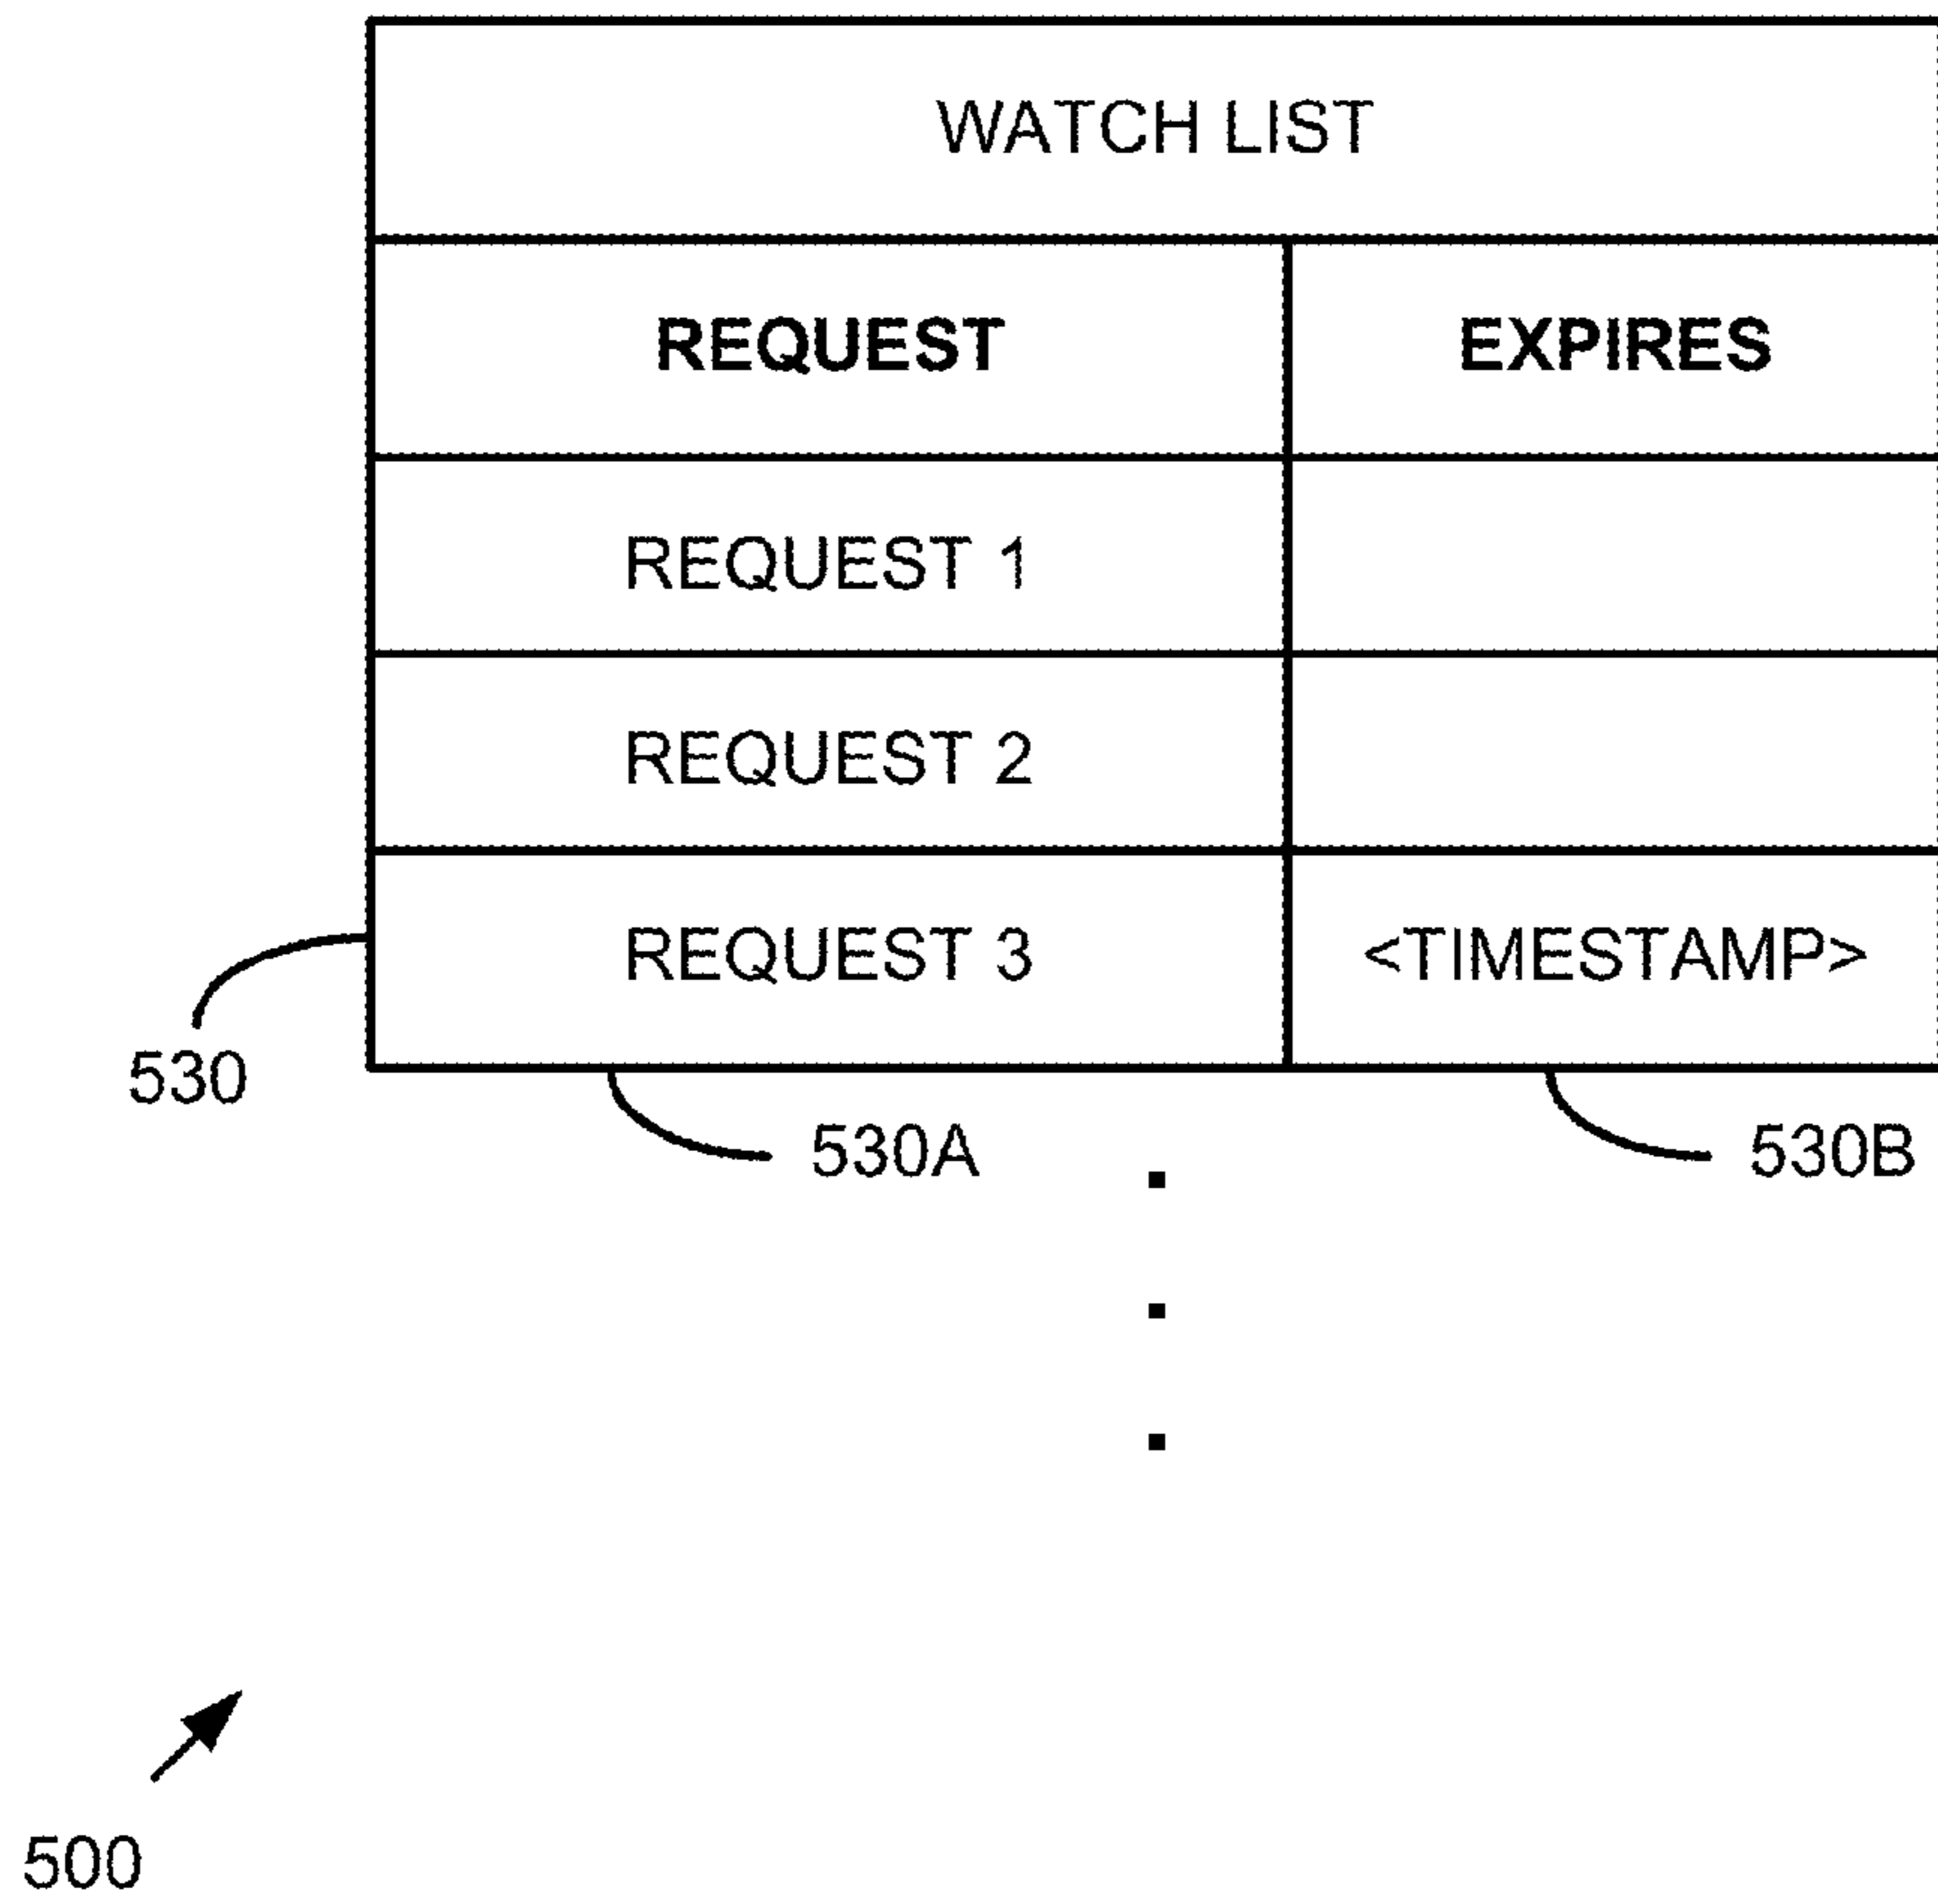 WATCH LIST
REQUEST EXPIRES
REQUEST 1
REQUEST 2
REQUEST 3 <TIMESTAMP>
530
530A 530B
500